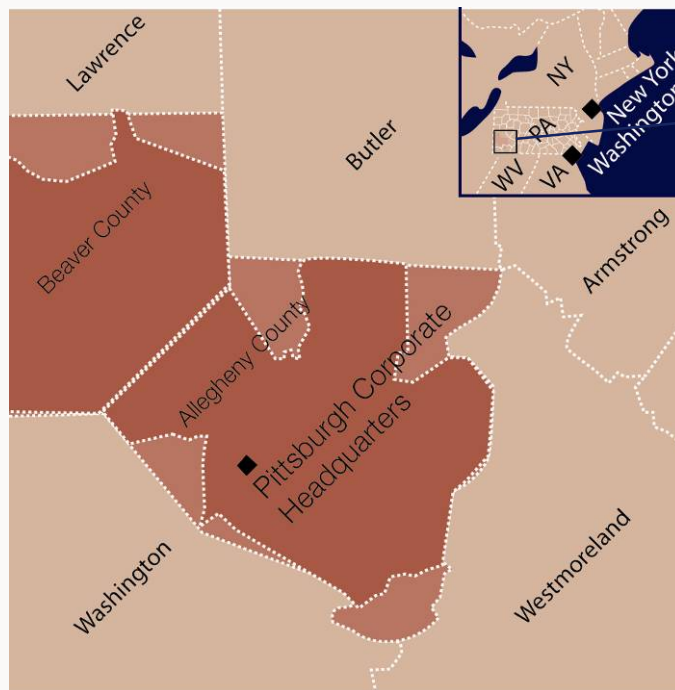 Lawrence
Butler
NY
New York
Washington
PA
WV
VA
Armstrong
Beaver County
Allegheny County
Pittsburgh Corporate
Headquarters
Washington
Westmoreland